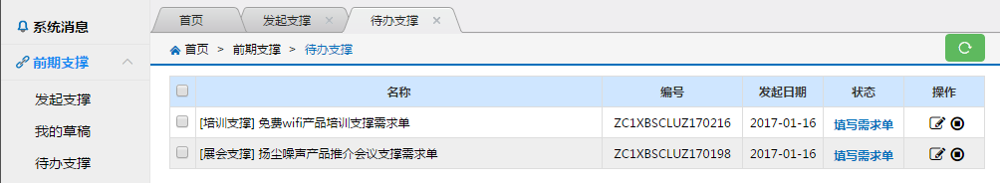 系统消息
前期支撑
发起支撑
我的草稿
待办支撑
首页 发起支撑 × 待办支撑 ×
首页 > 前期支撑 > 待办支撑
名称 编号 发起日期 状态 操作
[培训支撑] 免费wifi产品培训支撑需求单 ZC1XBSCLUZ170216 2017-01-16 填写需求单
[展会支撑] 扬尘噪声产品推介会议支撑需求单 ZC1XBSCLUZ170198 2017-01-16 填写需求单